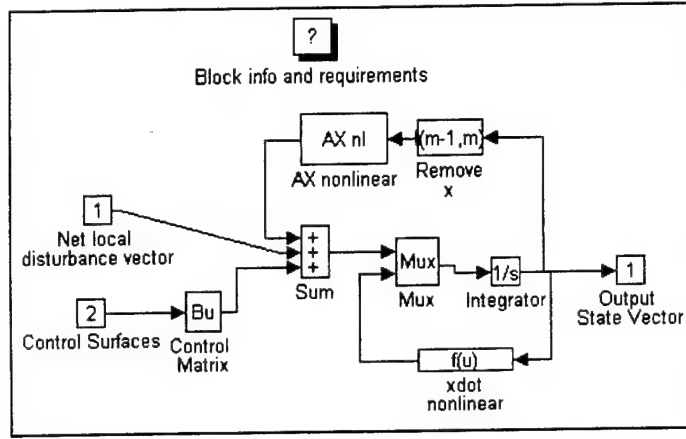 ?
Block info and requirements
AX nl
(m-1,m)
AX nonlinear
Remove
x
1
Net local
disturbance vector
+
+
+
Sum
Mux
Mux
1/s
Integrator
1
Output
State Vector
2
Control Surfaces
Bu
Control
Matrix
f(u)
xdot
nonlinear